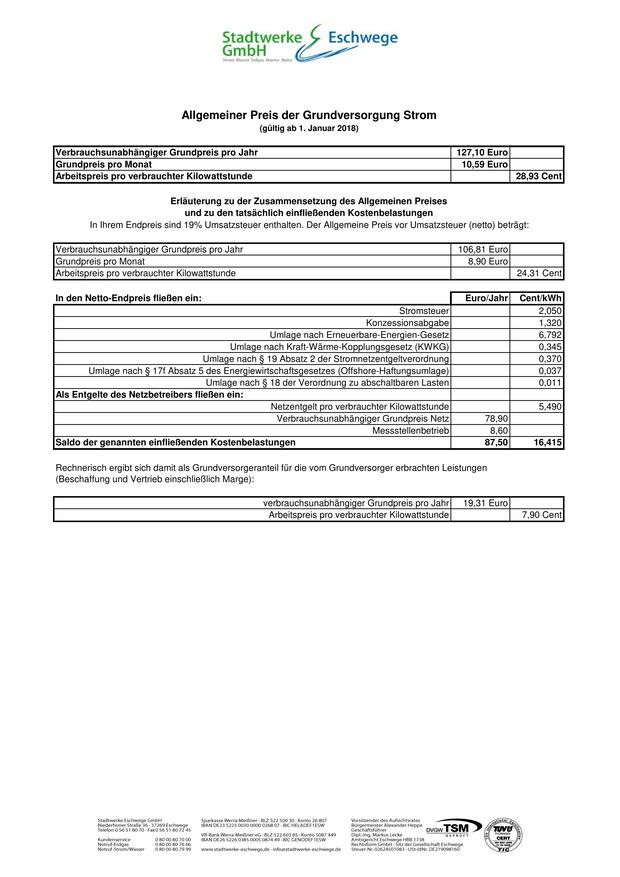 Stadtwerke Eschwege
GmbH
Strom Wasser Erdgas Wärme Bäder
Allgemeiner Preis der Grundversorgung Strom
(gültig ab 1. Januar 2018)
Verbrauchsunabhängiger Grundpreis pro Jahr 127,10 Euro
Grundpreis pro Monat 10,59 Euro
Arbeitspreis pro verbrauchter Kilowattstunde 28,93 Cent
Erläuterung zu der Zusammensetzung des Allgemeinen Preises
und zu den tatsächlich einfließenden Kostenbelastungen
In Ihrem Endpreis sind 19% Umsatzsteuer enthalten. Der Allgemeine Preis vor Umsatzsteuer (netto) beträgt:
Verbrauchsunabhängiger Grundpreis pro Jahr 106,81 Euro
Grundpreis pro Monat 8,90 Euro
Arbeitspreis pro verbrauchter Kilowattstunde 24,31 Cent
In den Netto-Endpreis fließen ein: Euro/Jahr Cent/kWh
Stromsteuer 2,050
Konzessionsabgabe 1,320
Umlage nach Erneuerbare-Energien-Gesetz 6,792
Umlage nach Kraft-Wärme-Kopplungsgesetz (KWKG) 0,345
Umlage nach § 19 Absatz 2 der Stromnetzentgeltverordnung 0,370
Umlage nach § 17f Absatz 5 des Energiewirtschaftsgesetzes (Offshore-Haftungsumlage) 0,037
Umlage nach § 18 der Verordnung zu abschaltbaren Lasten 0,011
Als Entgelte des Netzbetreibers fließen ein:
Netzentgelt pro verbrauchter Kilowattstunde 5,490
Verbrauchsunabhängiger Grundpreis Netz 78,90
Messstellenbetrieb 8,60
Saldo der genannten einfließenden Kostenbelastungen 87,50 16,415
Rechnerisch ergibt sich damit als Grundversorgeranteil für die vom Grundversorger erbrachten Leistungen
(Beschaffung und Vertrieb einschließlich Marge):
verbrauchsunabhängiger Grundpreis pro Jahr 19,31 Euro
Arbeitspreis pro verbrauchter Kilowattstunde 7,90 Cent
Stadtwerke Eschwege GmbH
Niederhoner Straße 36 · 37269 Eschwege
Telefon 0 56 51 80 70 · Fax 0 56 51 80 72 45
Kundenservice 0 80 00 80 70 00
Notruf-Erdgas 0 80 00 80 76 66
Notruf-Strom/Wasser 0 80 00 80 79 99
Sparkasse Werra-Meißner · BLZ 522 500 30 · Konto 26 807
IBAN DE23 5225 0030 0000 0268 07 · BIC HELADEF1ESW
VR-Bank Werra-Meißner eG · BLZ 522 603 85 · Konto 5087 449
IBAN DE26 5226 0385 0005 0874 49 · BIC GENODEF1ESW
www.stadtwerke-eschwege.de · info@stadtwerke-eschwege.de
Vorsitzender des Aufsichtrates
Bürgermeister Alexander Heppe
Geschäftsführer
Dipl.-Ing. Markus Lecke
Amtsgericht Eschwege HRB 1738
Rechtsform GmbH · Sitz der Gesellschaft Eschwege
Steuer-Nr. 02624501083 · USt-IdNr. DE219098160
DVGW TSM
GEPRÜFT
TÜV
CERT